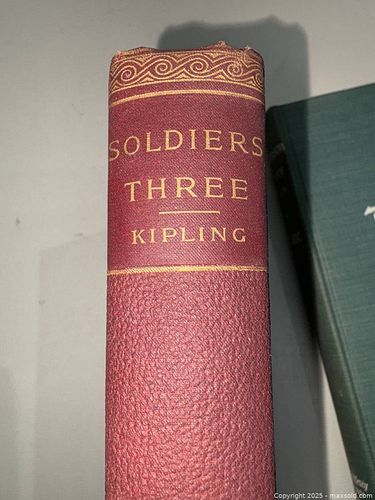 SOLDIERS
THREE
KIPLING
Copyright 2025 - maxsold.com